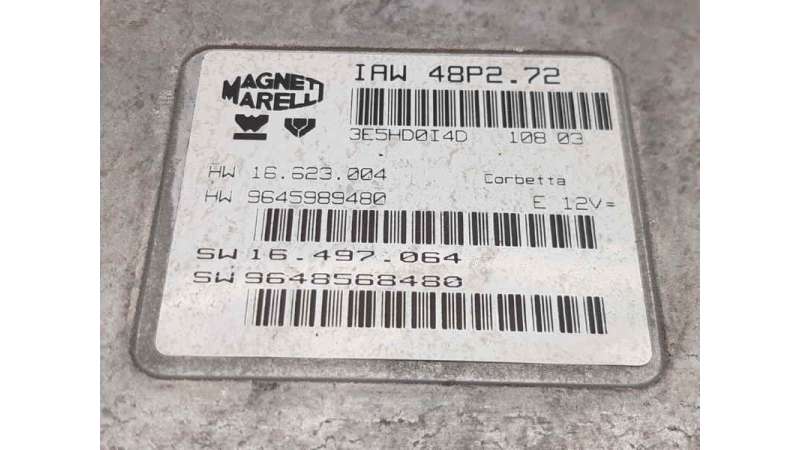 MAGNETI
MARELLI
IAW 48P2.72
3E5HD0I4D 108 03
HW 16.623.004 Corbetta
HW 9645989480 E 12V=
SW 16.497.064
SW 9648568480